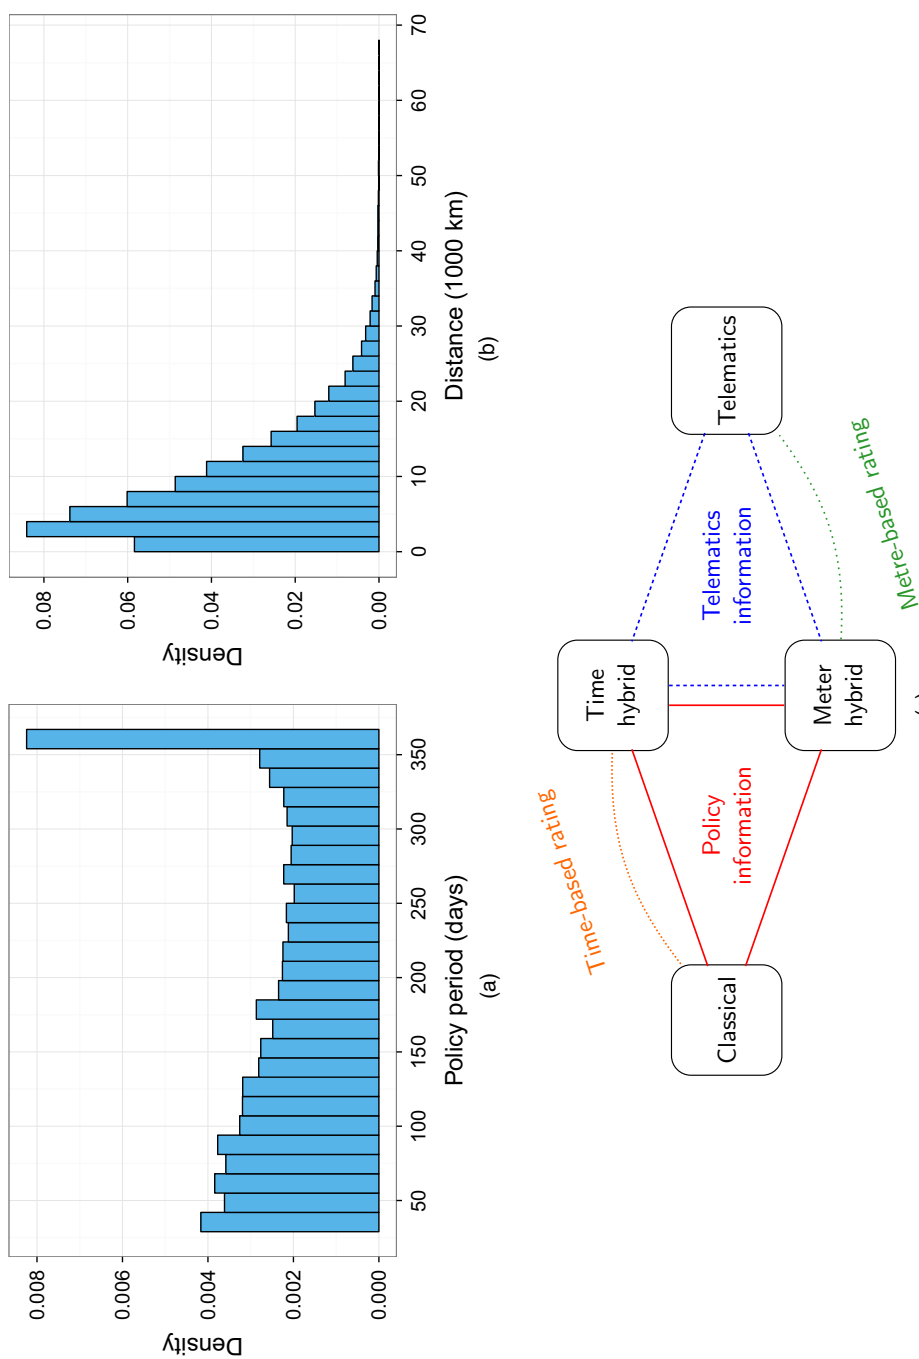 Density
0.008
0.006
0.004
0.002
0.000
50
100
150
200
250
300
350
Policy period (days)
(a)
Density
0.08
0.06
0.04
0.02
0.00
0
10
20
30
40
50
60
70
Distance (1000 km)
(b)
Time-based rating
Time
hybrid
Classical
Policy
information
Telematics
information
Telematics
Meter
hybrid
Metre-based rating